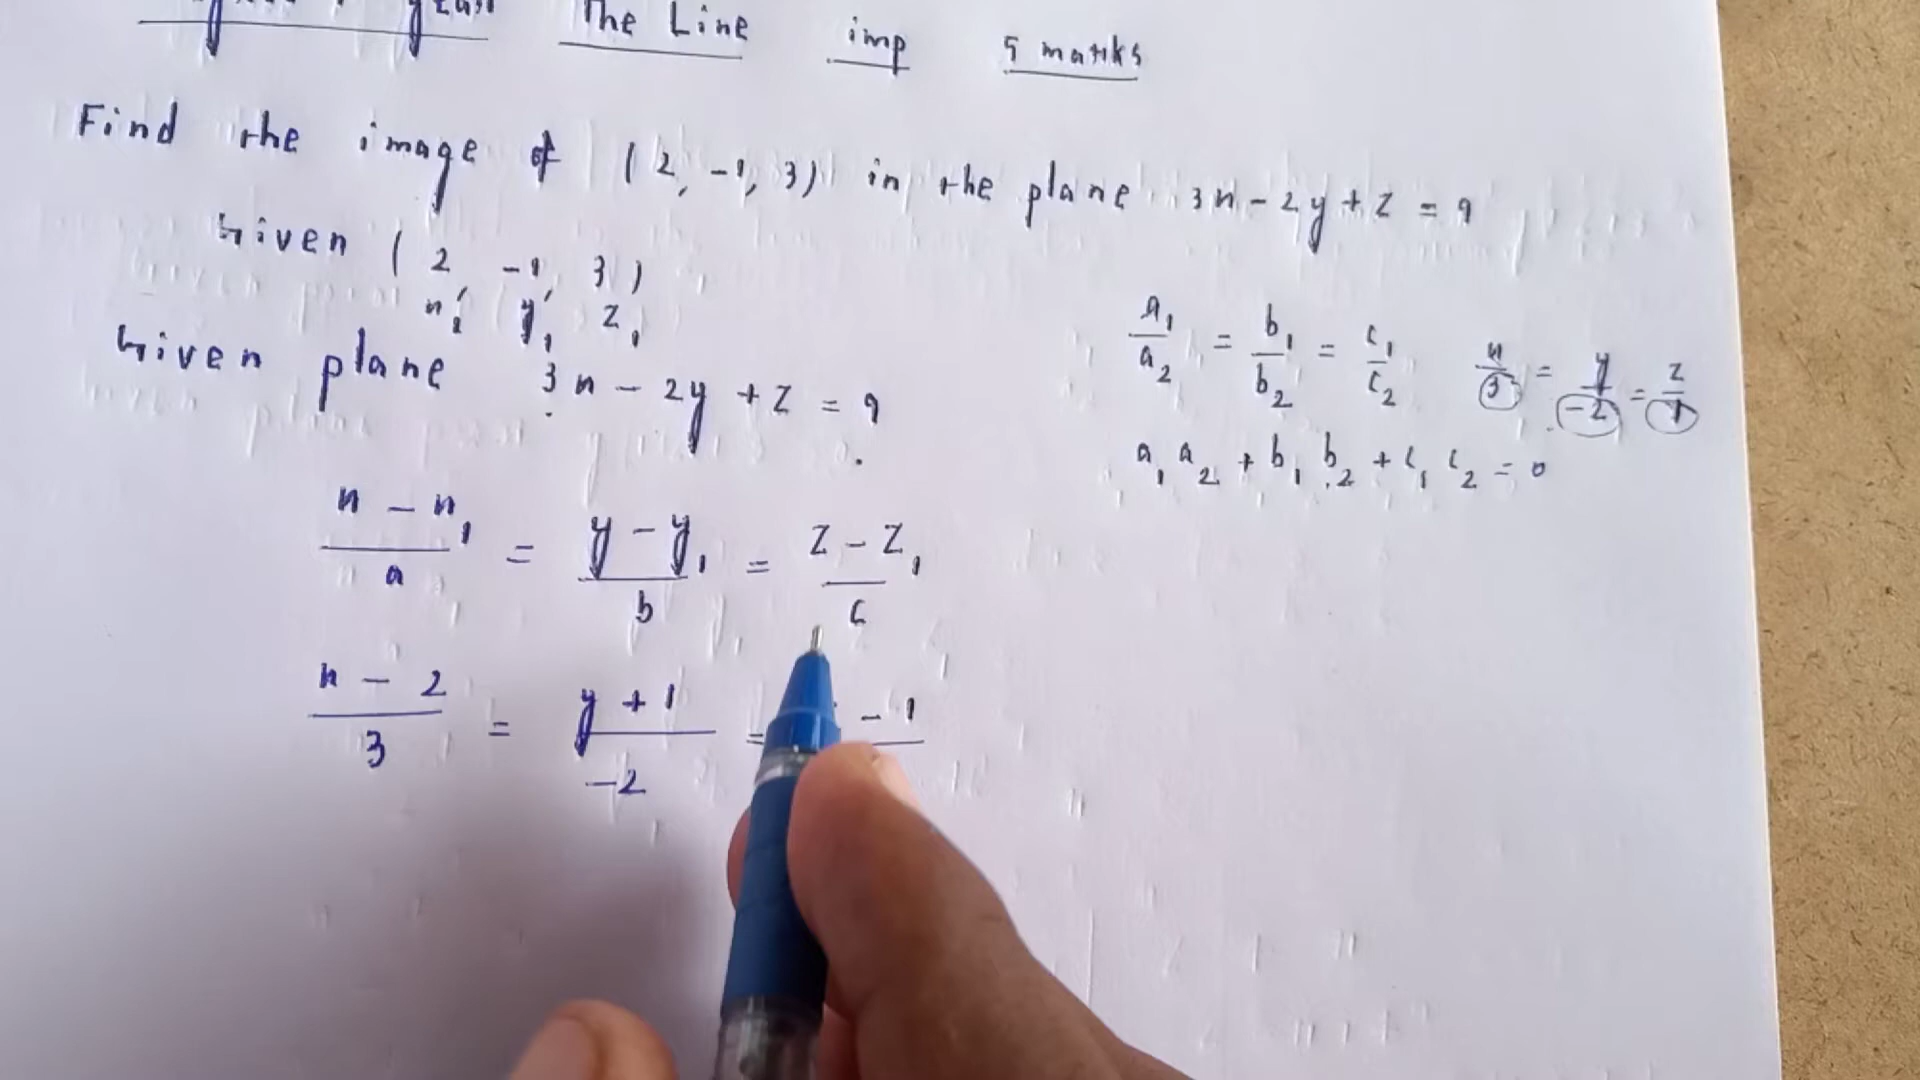 The Line imp 5 marks
Find the image of (2, -1, 3) in the plane 3x - 2y + z = 9
Given (2, -1, 3)
x₁, y₁, z₁
Given plane 3x - 2y + z = 9
a₁/a₂ = b₁/b₂ = c₁/c₂ x/3 = y/-2 = z/1
a₁a₂ + b₁b₂ + c₁c₂ = 0
x - x₁/a = y - y₁/b = z - z₁/c
x - 2/3 = y + 1/-2 = - 1